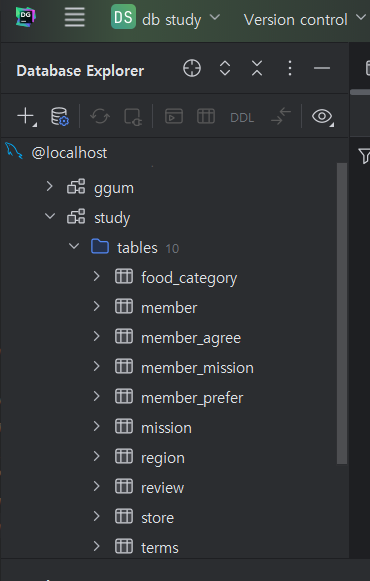 DG
DS db study Version control
Database Explorer
DDL
@localhost
ggum
study
tables 10
food_category
member
member_agree
member_mission
member_prefer
mission
region
review
store
terms